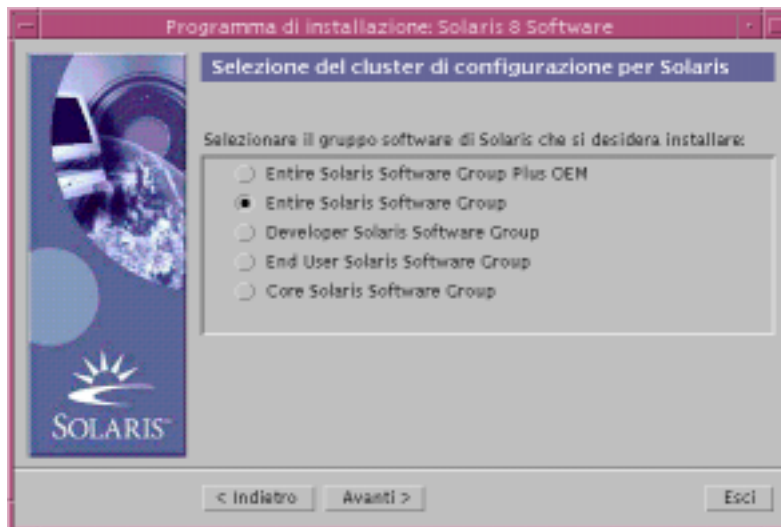 Programma di installazione: Solaris 8 Software
Selezione del cluster di configurazione per Solaris
Selezionare il gruppo software di Solaris che si desidera installare:
Entire Solaris Software Group Plus OEM
Entire Solaris Software Group
Developer Solaris Software Group
End User Solaris Software Group
Core Solaris Software Group
SOLARIS™
< Indietro
Avanti >
Esci